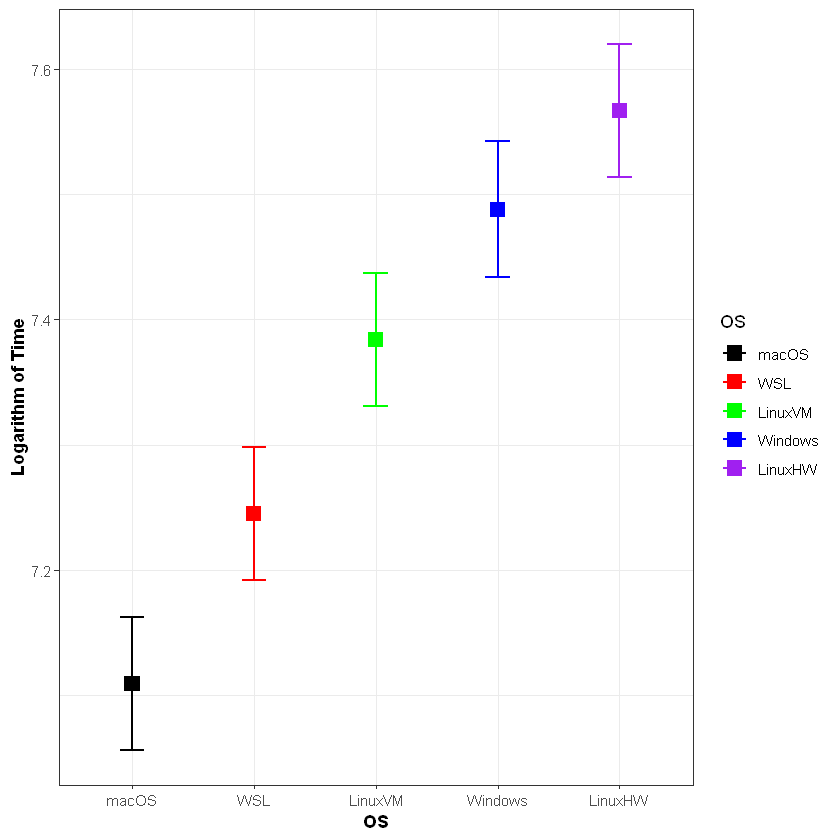 7.6
7.4
7.2
Logarithm of Time
macOS WSL LinuxVM Windows LinuxHW
OS
OS
macOS
WSL
LinuxVM
Windows
LinuxHW